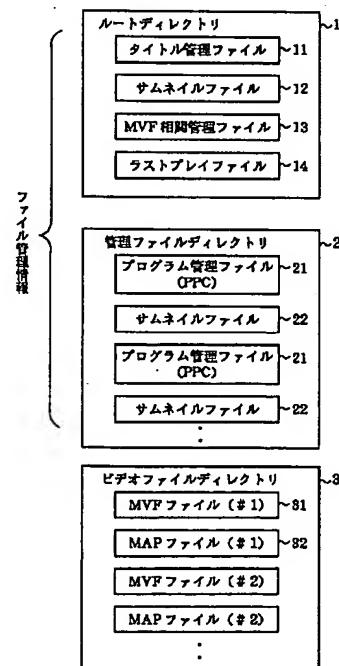 ルートディレクトリ ~1
タイトル管理ファイル ~11
サムネイルファイル ~12
MVF相関管理ファイル ~13
ラストプレイファイル ~14
ファイル管理情報
管理ファイルディレクトリ ~2
プログラム管理ファイル
(PPC) ~21
サムネイルファイル ~22
プログラム管理ファイル
(PPC) ~21
サムネイルファイル ~22
ビデオファイルディレクトリ ~3
MVFファイル(#1) ~31
MAPファイル(#1) ~32
MVFファイル(#2)
MAPファイル(#2)